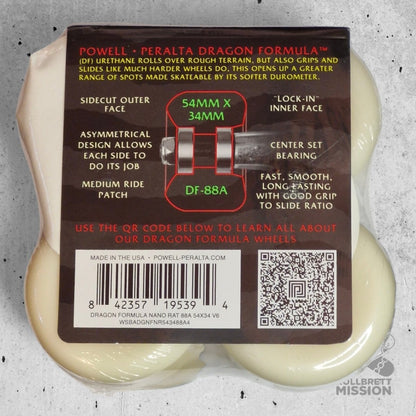 POWELL • PERALTA DRAGON FORMULA™
(DF) URETHANE ROLLS OVER ROUGH TERRAIN, BUT ALSO GRIPS AND
SLIDES LIKE MUCH HARDER WHEELS DO, THIS OPENS UP A GREATER
RANGE OF SPOTS MADE SKATEABLE BY ITS SOFTER DUROMETER.
SIDECUT OUTER
FACE
54MM X
34MM
"LOCK-IN"
INNER FACE
ASYMMETRICAL
DESIGN ALLOWS
EACH SIDE TO
DO ITS JOB
CENTER SET
BEARING
MEDIUM RIDE
PATCH
DF-88A
FAST, SMOOTH,
LONG LASTING
WITH GOOD GRIP
TO SLIDE RATIO
USE THE QR CODE BELOW TO LEARN ALL ABOUT
OUR DRAGON FORMULA WHEELS
MADE IN THE USA • POWELL-PERALTA.COM
8 42357 19539 4
DRAGON FORMULA NANO RAT 88A 54X34 V6
WSBADGNFNR543488A4
ROLLBRETT
MISSION